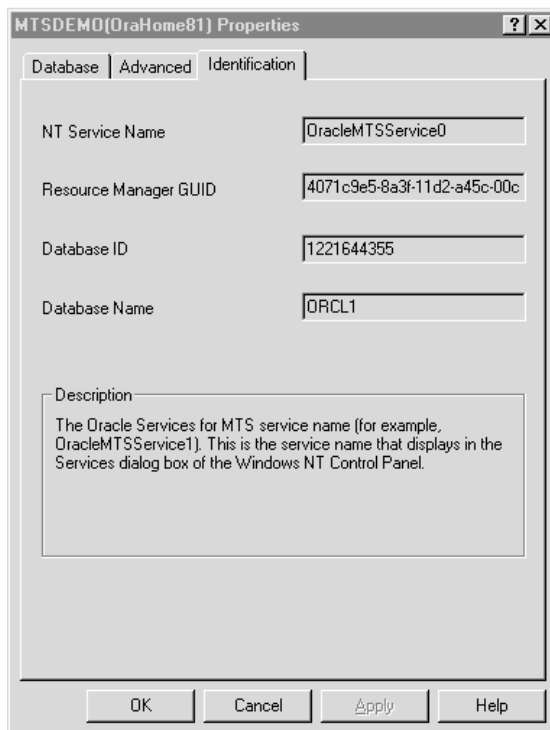 MTSDEMO(OraHome81) Properties
Database Advanced Identification
NT Service Name OracleMTSService0
Resource Manager GUID 4071c9e5-8a3f-11d2-a45c-00c
Database ID 1221644355
Database Name ORCL1
Description
The Oracle Services for MTS service name (for example,
OracleMTSService1). This is the service name that displays in the
Services dialog box of the Windows NT Control Panel.
OK Cancel Apply Help